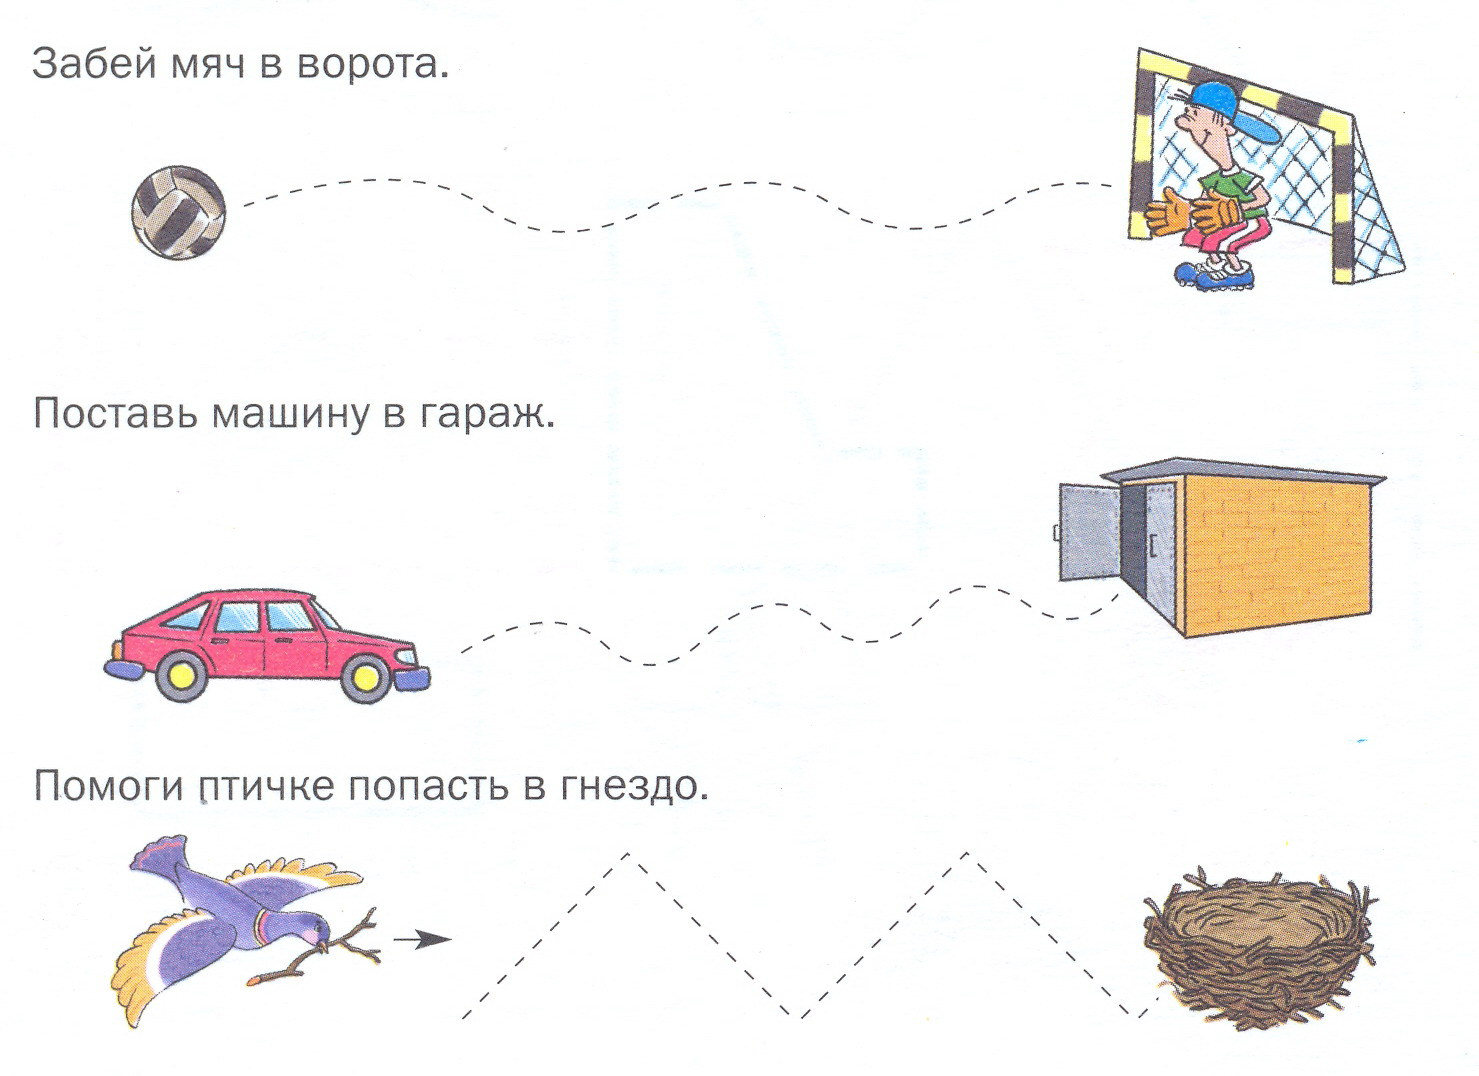 Забей мяч в ворота.
Поставь машину в гараж.
Помоги птичке попасть в гнездо.